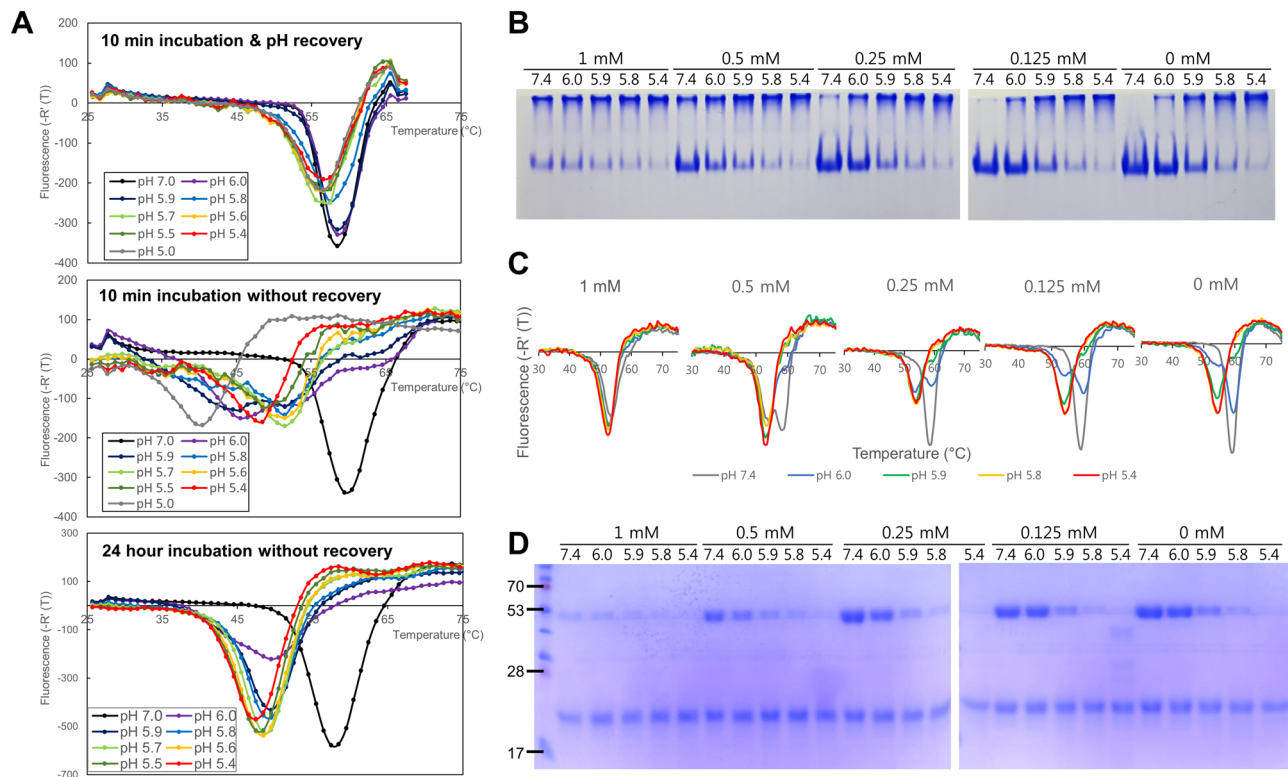 A
200
10 min incubation & pH recovery
100
0
25 35 45 55 65 75
Temperature (°C)
-100
-200
-300
-400
Fluorescence (-R' (T))
pH 7.0 pH 6.0
pH 5.9 pH 5.8
pH 5.7 pH 5.6
pH 5.5 pH 5.4
pH 5.0
200
10 min incubation without recovery
100
0
25 35 45 55 65 75
Temperature (°C)
-100
-200
-300
-400
Fluorescence (-R' (T))
pH 7.0 pH 6.0
pH 5.9 pH 5.8
pH 5.7 pH 5.6
pH 5.5 pH 5.4
pH 5.0
300
24 hour incubation without recovery
100
25 35 45 55 65 75
Temperature (°C)
-100
-300
-500
-700
Fluorescence (-R' (T))
pH 7.0 pH 6.0
pH 5.9 pH 5.8
pH 5.7 pH 5.6
pH 5.5 pH 5.4
B
1 mM 0.5 mM 0.25 mM 0.125 mM 0 mM
7.4 6.0 5.9 5.8 5.4 7.4 6.0 5.9 5.8 5.4 7.4 6.0 5.9 5.8 5.4 7.4 6.0 5.9 5.8 5.4 7.4 6.0 5.9 5.8 5.4
C
1 mM 0.5 mM 0.25 mM 0.125 mM 0 mM
Fluorescence (-R' (T))
30 40 50 60 70 30 40 50 60 70 30 40 50 60 70 30 40 50 60 70 30 40 50 60 70
Temperature (°C)
pH 7.4 pH 6.0 pH 5.9 pH 5.8 pH 5.4
D
1 mM 0.5 mM 0.25 mM 0.125 mM 0 mM
7.4 6.0 5.9 5.8 5.4 7.4 6.0 5.9 5.8 5.4 7.4 6.0 5.9 5.8 5.4 7.4 6.0 5.9 5.8 5.4 7.4 6.0 5.9 5.8 5.4
70
53
28
17